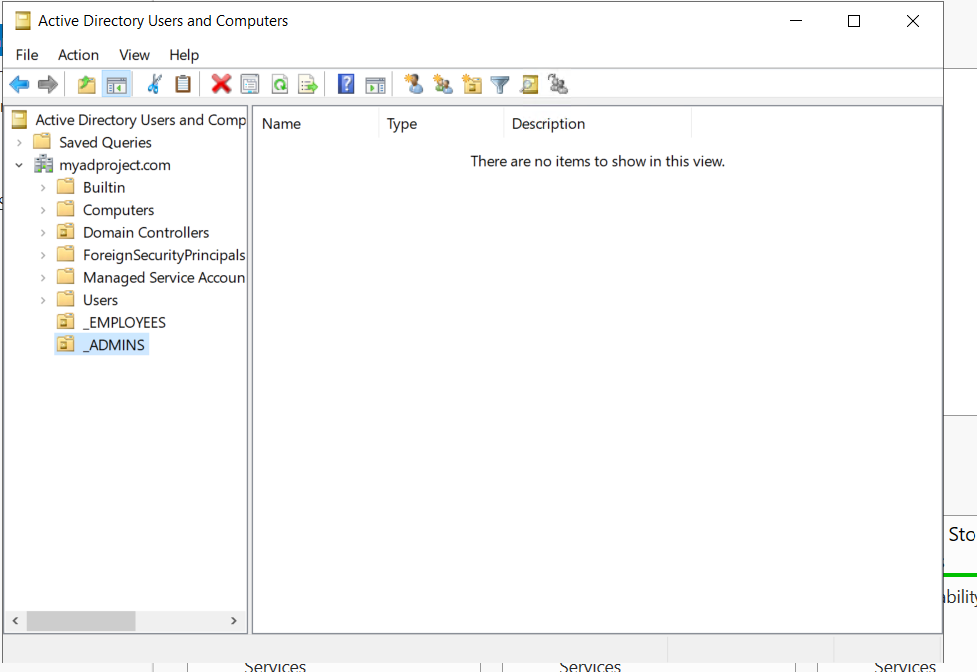 Active Directory Users and Computers
File Action View Help
Active Directory Users and Comp
Saved Queries
myadproject.com
Builtin
Computers
Domain Controllers
ForeignSecurityPrincipals
Managed Service Accoun
Users
_EMPLOYEES
_ADMINS
Name Type Description
There are no items to show in this view.
Sto
ability
Services Services Services